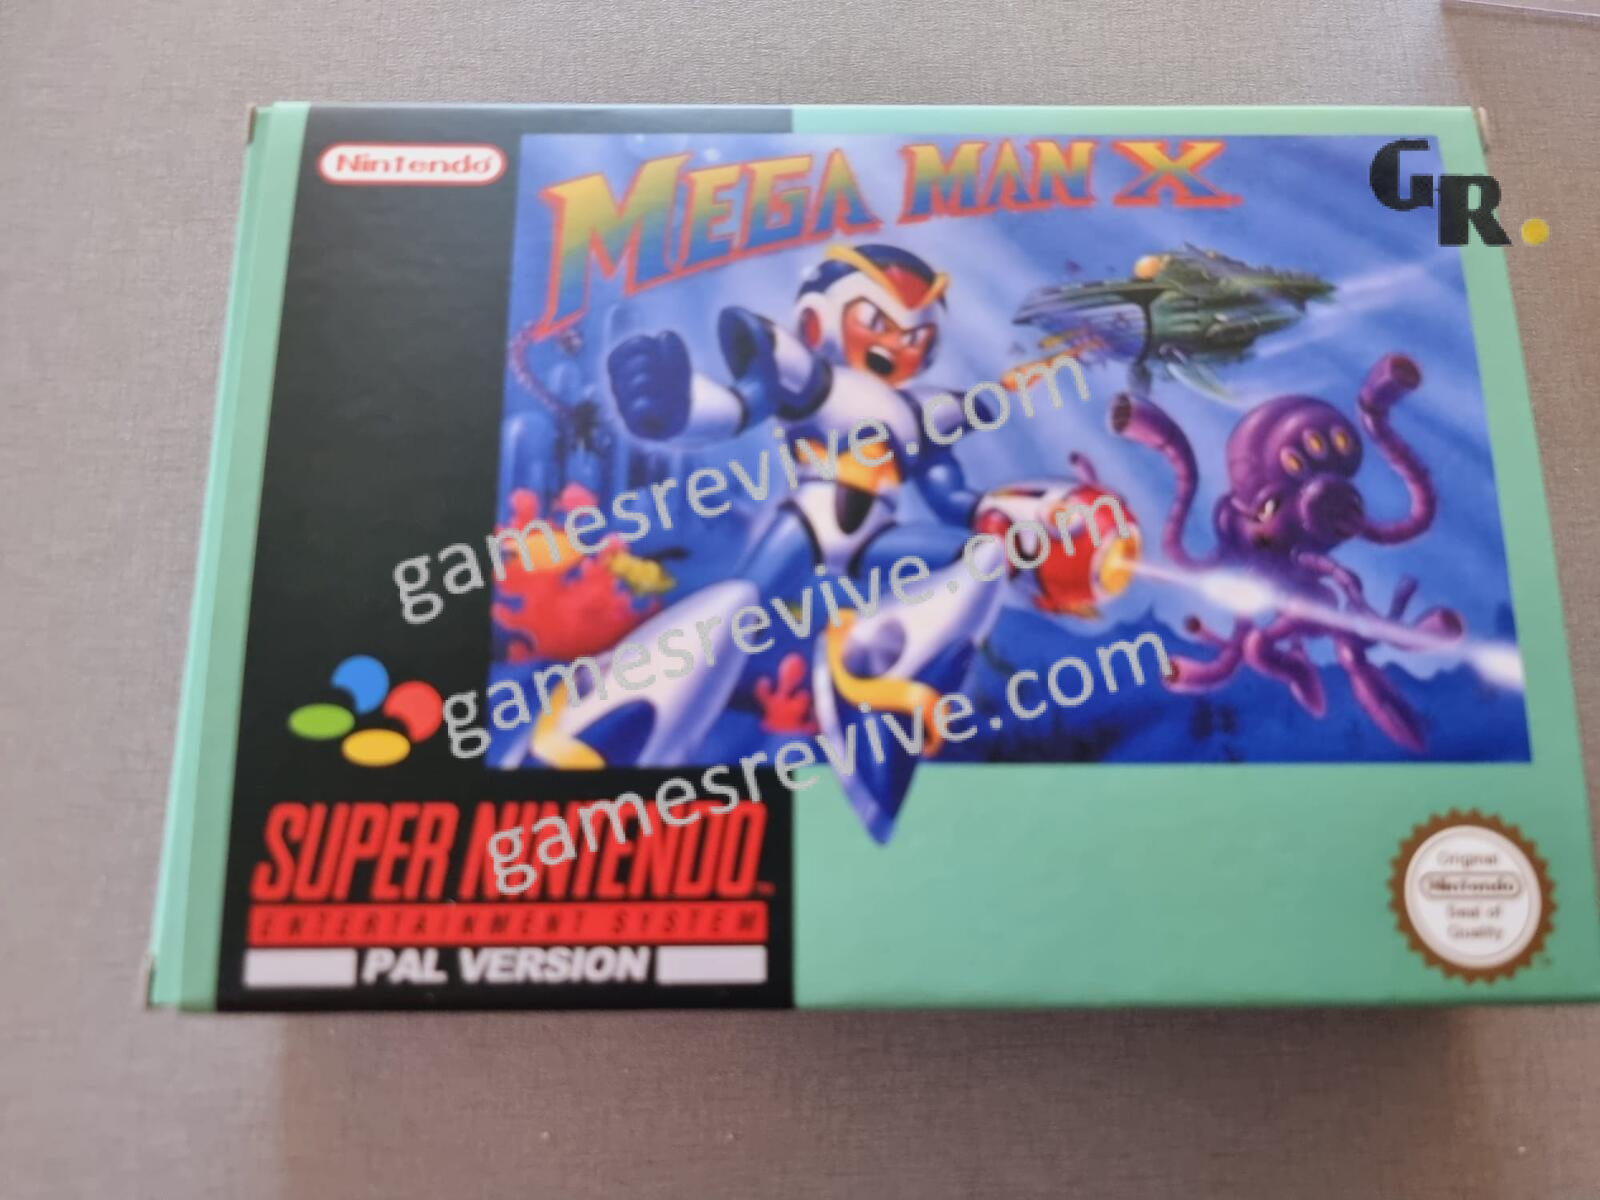 Nintendo
MEGA MAN X
GR.
gamesrevive.com
gamesrevive.com
gamesrevive.com
SUPER NINTENDO
ENTERTAINMENT SYSTEM
PAL VERSION
Original
Nintendo
Seal of
Quality